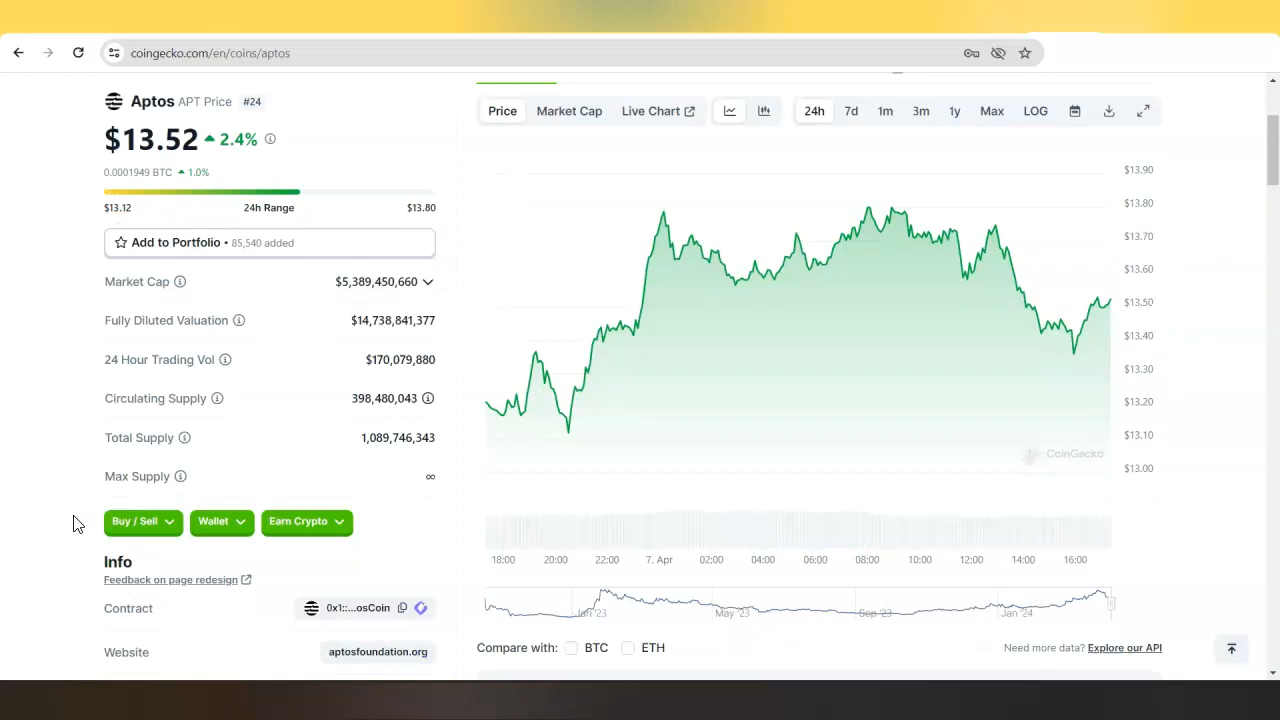 coingecko.com/en/coins/aptos
Aptos APT Price #24
$13.52 2.4%
0.0001949 BTC 1.0%
$13.12 24h Range $13.80
Add to Portfolio • 85,540 added
Market Cap $5,389,450,660
Fully Diluted Valuation $14,738,841,377
24 Hour Trading Vol $170,079,880
Circulating Supply 398,480,043
Total Supply 1,089,746,343
Max Supply ∞
Buy / Sell Wallet Earn Crypto
Info
Feedback on page redesign
Contract 0x1::...osCoin
Website aptosfoundation.org
Price Market Cap Live Chart 24h 7d 1m 3m 1y Max LOG
$13.90
$13.80
$13.70
$13.60
$13.50
$13.40
$13.30
$13.20
$13.10
$13.00
CoinGecko
18:00 20:00 22:00 7. Apr 02:00 04:00 06:00 08:00 10:00 12:00 14:00 16:00
Jan '23 May '23 Sep '23 Jan '24
Compare with: BTC ETH Need more data? Explore our API